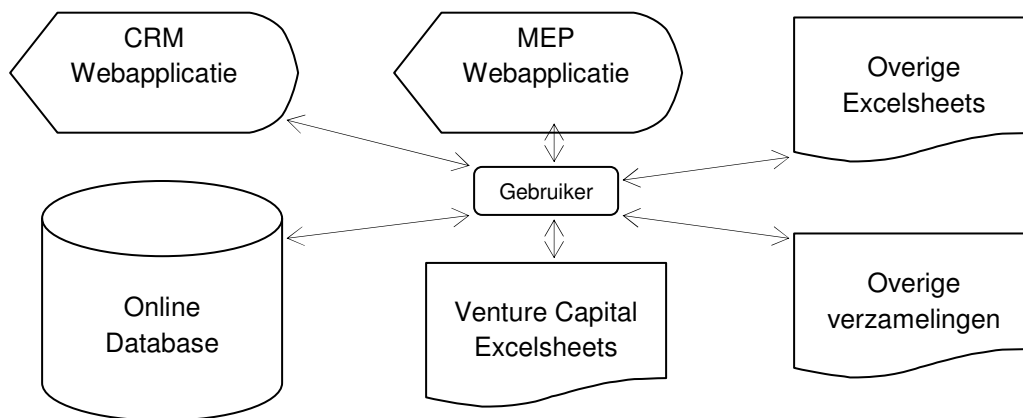 CRM
Webapplicatie
MEP
Webapplicatie
Overige
Excelsheets
Gebruiker
Online
Database
Venture Capital
Excelsheets
Overige
verzamelingen